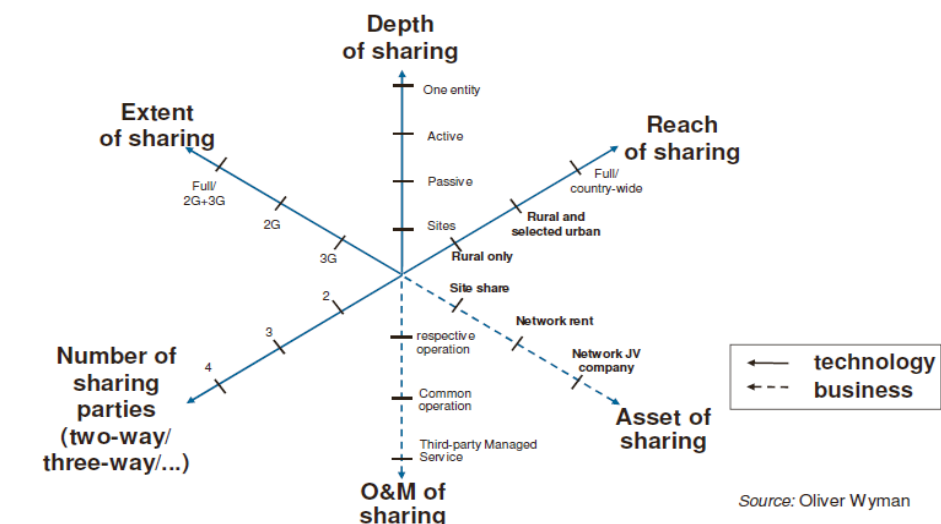 Depth
of sharing
One entity
Active
Passive
Sites
Extent
of sharing
Full/
2G+3G
2G
3G
Reach
of sharing
Full/
country-wide
Rural and
selected urban
Rural only
2
3
4
Number of
sharing
parties
(two-way/
three-way/...)
respective
operation
Common
operation
Third-party Managed
Service
O&M of
sharing
Site share
Network rent
Network JV
company
Asset of
sharing
technology
business
Source: Oliver Wyman